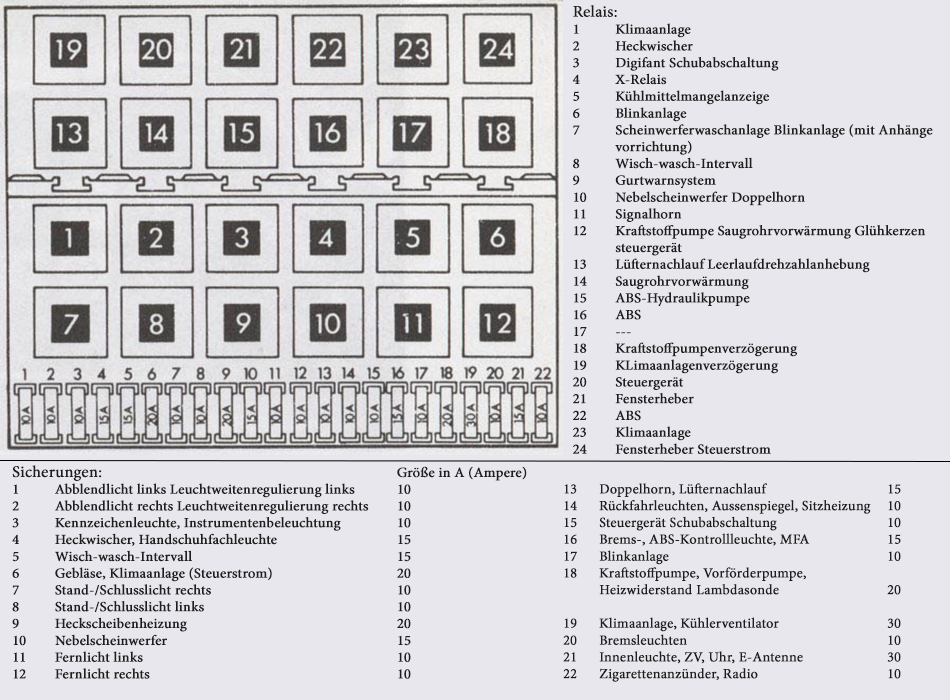 19 20 21 22 23 24
13 14 15 16 17 18
1 2 3 4 5 6
7 8 9 10 11 12
1 2 3 4 5 6 7 8 9 10 11 12 13 14 15 16 17 18 19 20 21 22
10A 10A 10A 15A 15A 20A 10A 10A 20A 15A 10A 10A 10A 10A 10A 15A 10A 20A 30A 10A 15A 10A
Relais:
1 Klimaanlage
2 Heckwischer
3 Digifant Schubabschaltung
4 X-Relais
5 Kühlmittelmangelanzeige
6 Blinkanlage
7 Scheinwerferwaschanlage Blinkanlage (mit Anhänge
vorrichtung)
8 Wisch-wasch-Intervall
9 Gurtwarnsystem
10 Nebelscheinwerfer Doppelhorn
11 Signalhorn
12 Kraftstoffpumpe Saugrohrvorwärmung Glühkerzen
steuergerät
13 Lüfternachlauf Leerlaufdrehzahlanhebung
14 Saugrohrvorwärmung
15 ABS-Hydraulikpumpe
16 ABS
17 ---
18 Kraftstoffpumpenverzögerung
19 KLimaanlagenverzögerung
20 Steuergerät
21 Fensterheber
22 ABS
23 Klimaanlage
24 Fensterheber Steuerstrom
Sicherungen: Größe in A (Ampere)
1 Abblendlicht links Leuchtweitenregulierung links 10
2 Abblendlicht rechts Leuchtweitenregulierung rechts 10
3 Kennzeichenleuchte, Instrumentenbeleuchtung 10
4 Heckwischer, Handschuhfachleuchte 15
5 Wisch-wasch-Intervall 15
6 Gebläse, Klimaanlage (Steuerstrom) 20
7 Stand-/Schlusslicht rechts 10
8 Stand-/Schlusslicht links 10
9 Heckscheibenheizung 20
10 Nebelscheinwerfer 15
11 Fernlicht links 10
12 Fernlicht rechts 10
13 Doppelhorn, Lüfternachlauf 15
14 Rückfahrleuchten, Aussenspiegel, Sitzheizung 10
15 Steuergerät Schubabschaltung 10
16 Brems-, ABS-Kontrollleuchte, MFA 15
17 Blinkanlage 10
18 Kraftstoffpumpe, Vorförderpumpe,
Heizwiderstand Lambdasonde 20
19 Klimaanlage, Kühlerventilator 30
20 Bremsleuchten 10
21 Innenleuchte, ZV, Uhr, E-Antenne 30
22 Zigarettenanzünder, Radio 10